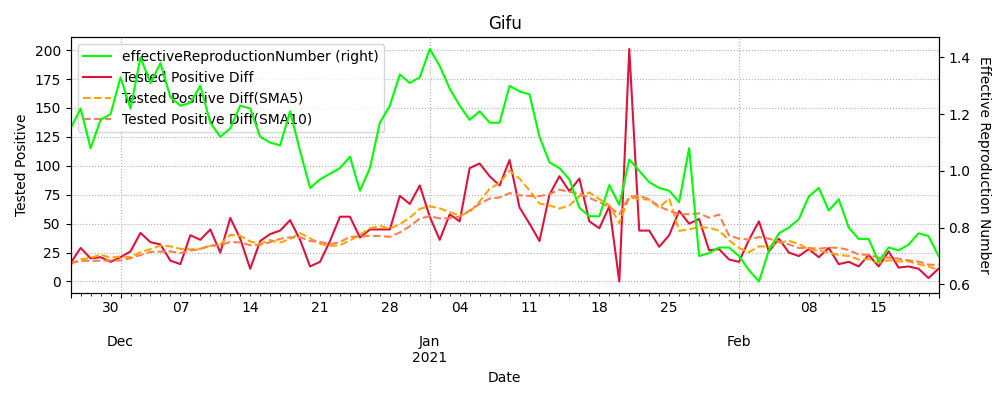 Gifu
effectiveReproductionNumber (right)
Tested Positive Diff
Tested Positive Diff(SMA5)
Tested Positive Diff(SMA10)
Tested Positive
200
175
150
125
100
75
50
25
0
1.4
1.2
1.0
0.8
0.6
Effective Reproduction Number
30 07 14 21 28 04 11 18 25 08 15
Dec Jan Feb
2021
Date